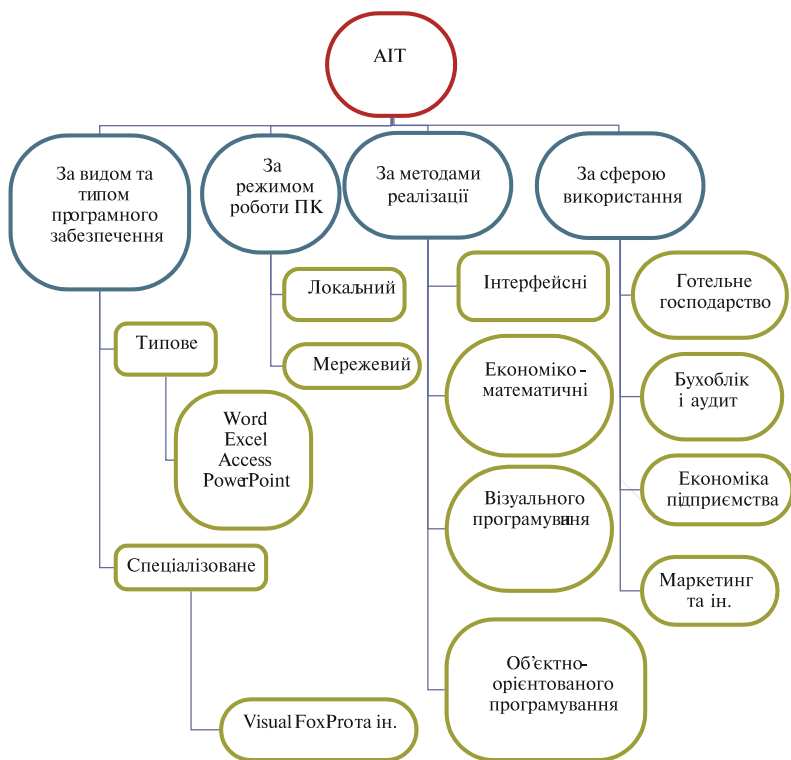 АІТ
За видом та
типом
програмного
забезпечення
За
режимом
роботи ПК
За методами
реалізації
За сферою
використання
Типове
Word
Excel
Access
PowerPoint
Спеціалізоване
Visual FoxPro та ін.
Локальний
Мережевий
Інтерфейсні
Економіко-
математичні
Візуального
програмування
Об'єктно-
орієнтованого
програмування
Готельне
господарство
Бухоблік
і аудит
Економіка
підприємства
Маркетинг
та ін.